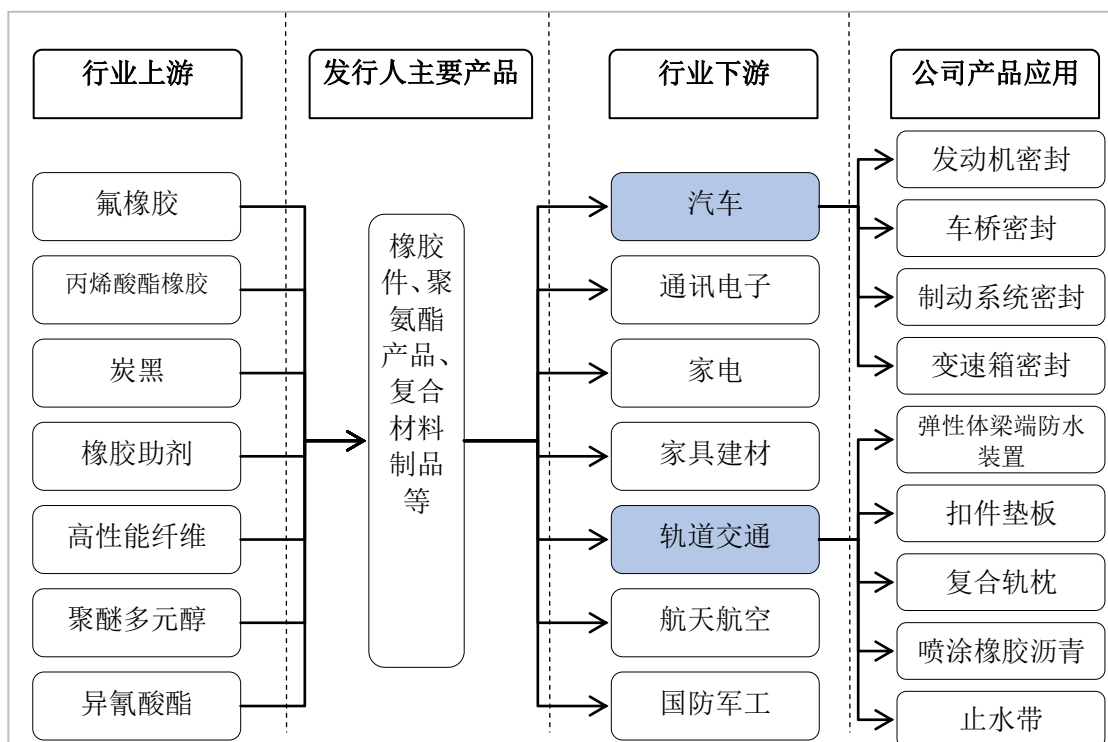 行业上游
发行人主要产品
行业下游
公司产品应用
氟橡胶
丙烯酸酯橡胶
炭黑
橡胶助剂
高性能纤维
聚醚多元醇
异氰酸酯
橡胶
件、聚
氨酯
产品、
复合
材料
制品
等
汽车
通讯电子
家电
家具建材
轨道交通
航天航空
国防军工
发动机密封
车桥密封
制动系统密封
变速箱密封
弹性体梁端防水
装置
扣件垫板
复合轨枕
喷涂橡胶沥青
止水带